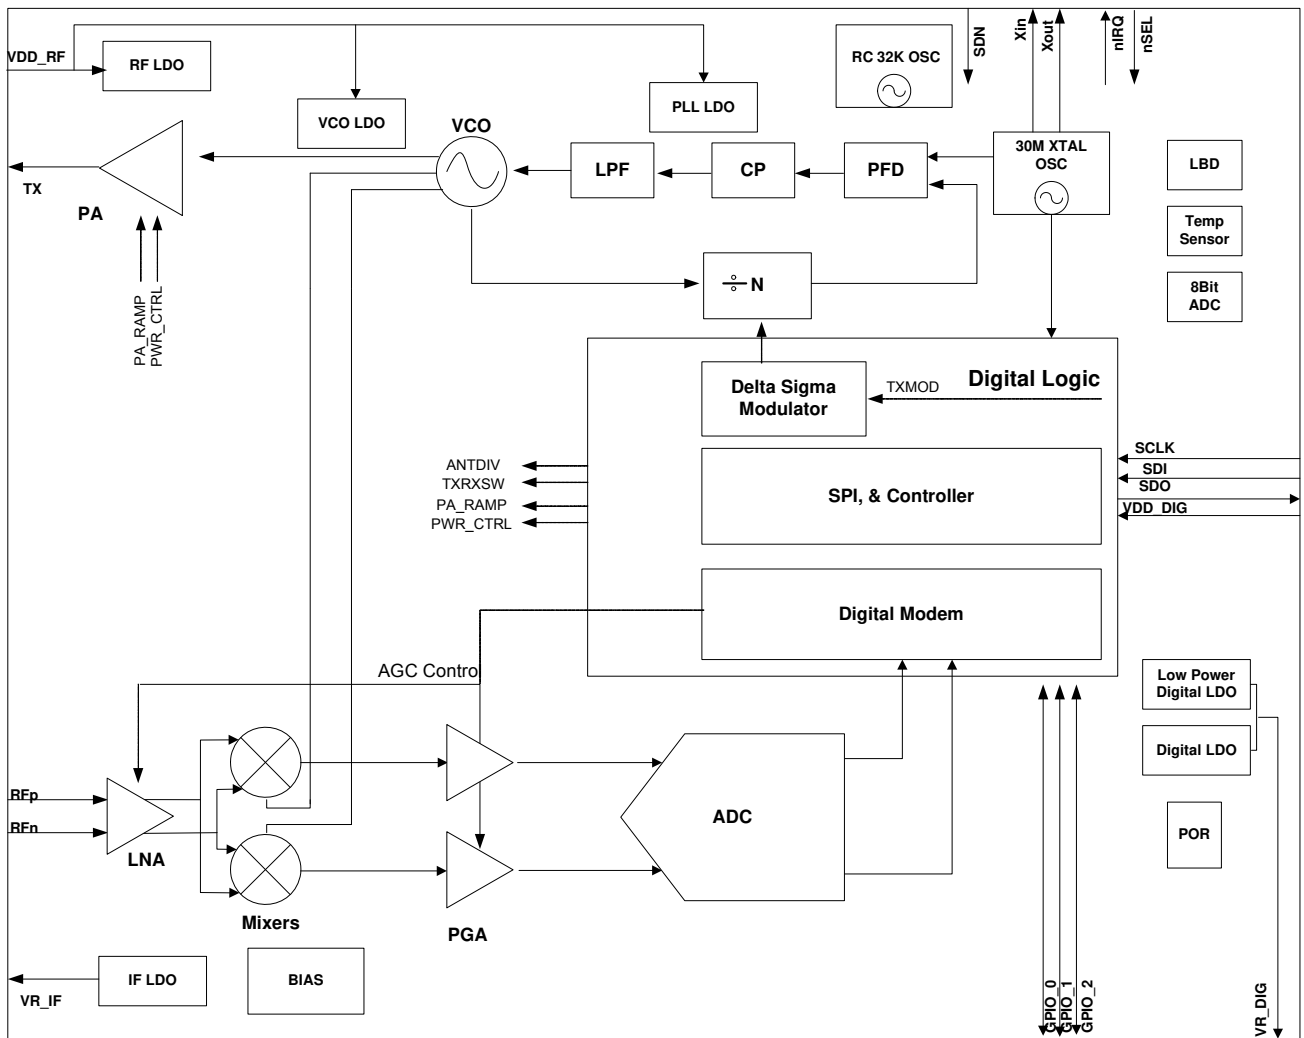 VDD_RF
RF LDO
VCO LDO
PLL LDO
RC 32K OSC
SDN
Xin
Xout
nIRQ
nSEL
VCO
LPF
CP
PFD
30M XTAL
OSC
LBD
TX
PA
Temp
Sensor
÷ N
8Bit
ADC
PA_RAMP
PWR_CTRL
Delta Sigma
Modulator
TXMOD
Digital Logic
ANTDIV
TXRXSW
PA_RAMP
PWR_CTRL
SPI, & Controller
SCLK
SDI
SDO
VDD_DIG
Digital Modem
AGC Control
Low Power
Digital LDO
Digital LDO
RFp
RFn
LNA
ADC
POR
Mixers
PGA
IF LDO
BIAS
VR_IF
GPIO_0
GPIO_1
GPIO_2
VR_DIG